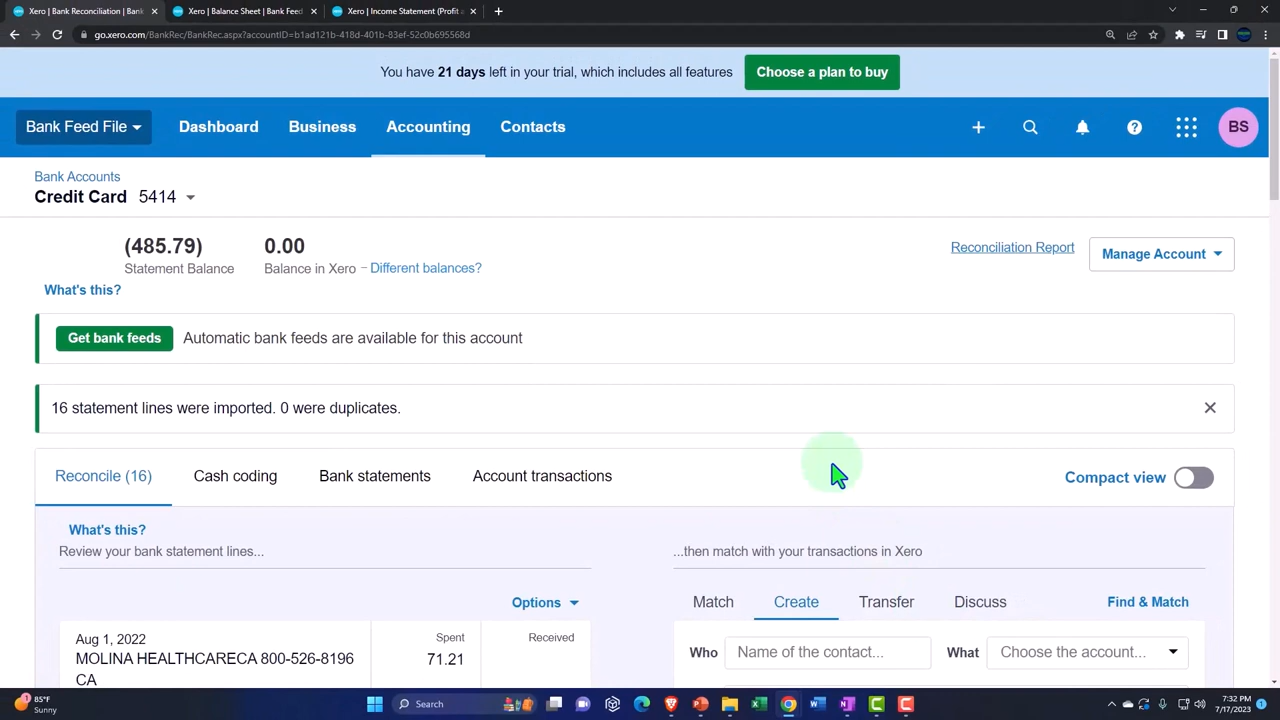 Xero | Bank Reconciliation | Bank
Xero | Balance Sheet | Bank Feed
Xero | Income Statement (Profit a
go.xero.com/BankRec/BankRec.aspx?accountID=b1ad121b-418d-401b-83ef-52c0b695568d
You have 21 days left in your trial, which includes all features
Choose a plan to buy
Bank Feed File
Dashboard
Business
Accounting
Contacts
BS
Bank Accounts
Credit Card 5414
(485.79)
0.00
Statement Balance
Balance in Xero - Different balances?
What's this?
Reconciliation Report
Manage Account
Get bank feeds
Automatic bank feeds are available for this account
16 statement lines were imported. 0 were duplicates.
Reconcile (16)
Cash coding
Bank statements
Account transactions
Compact view
What's this?
Review your bank statement lines...
...then match with your transactions in Xero
Options
Match
Create
Transfer
Discuss
Find & Match
Aug 1, 2022
MOLINA HEALTHCARECA 800-526-8196
CA
Spent
71.21
Received
Who
Name of the contact...
What
Choose the account...
85°F
Sunny
Search
7:32 PM
7/17/2023